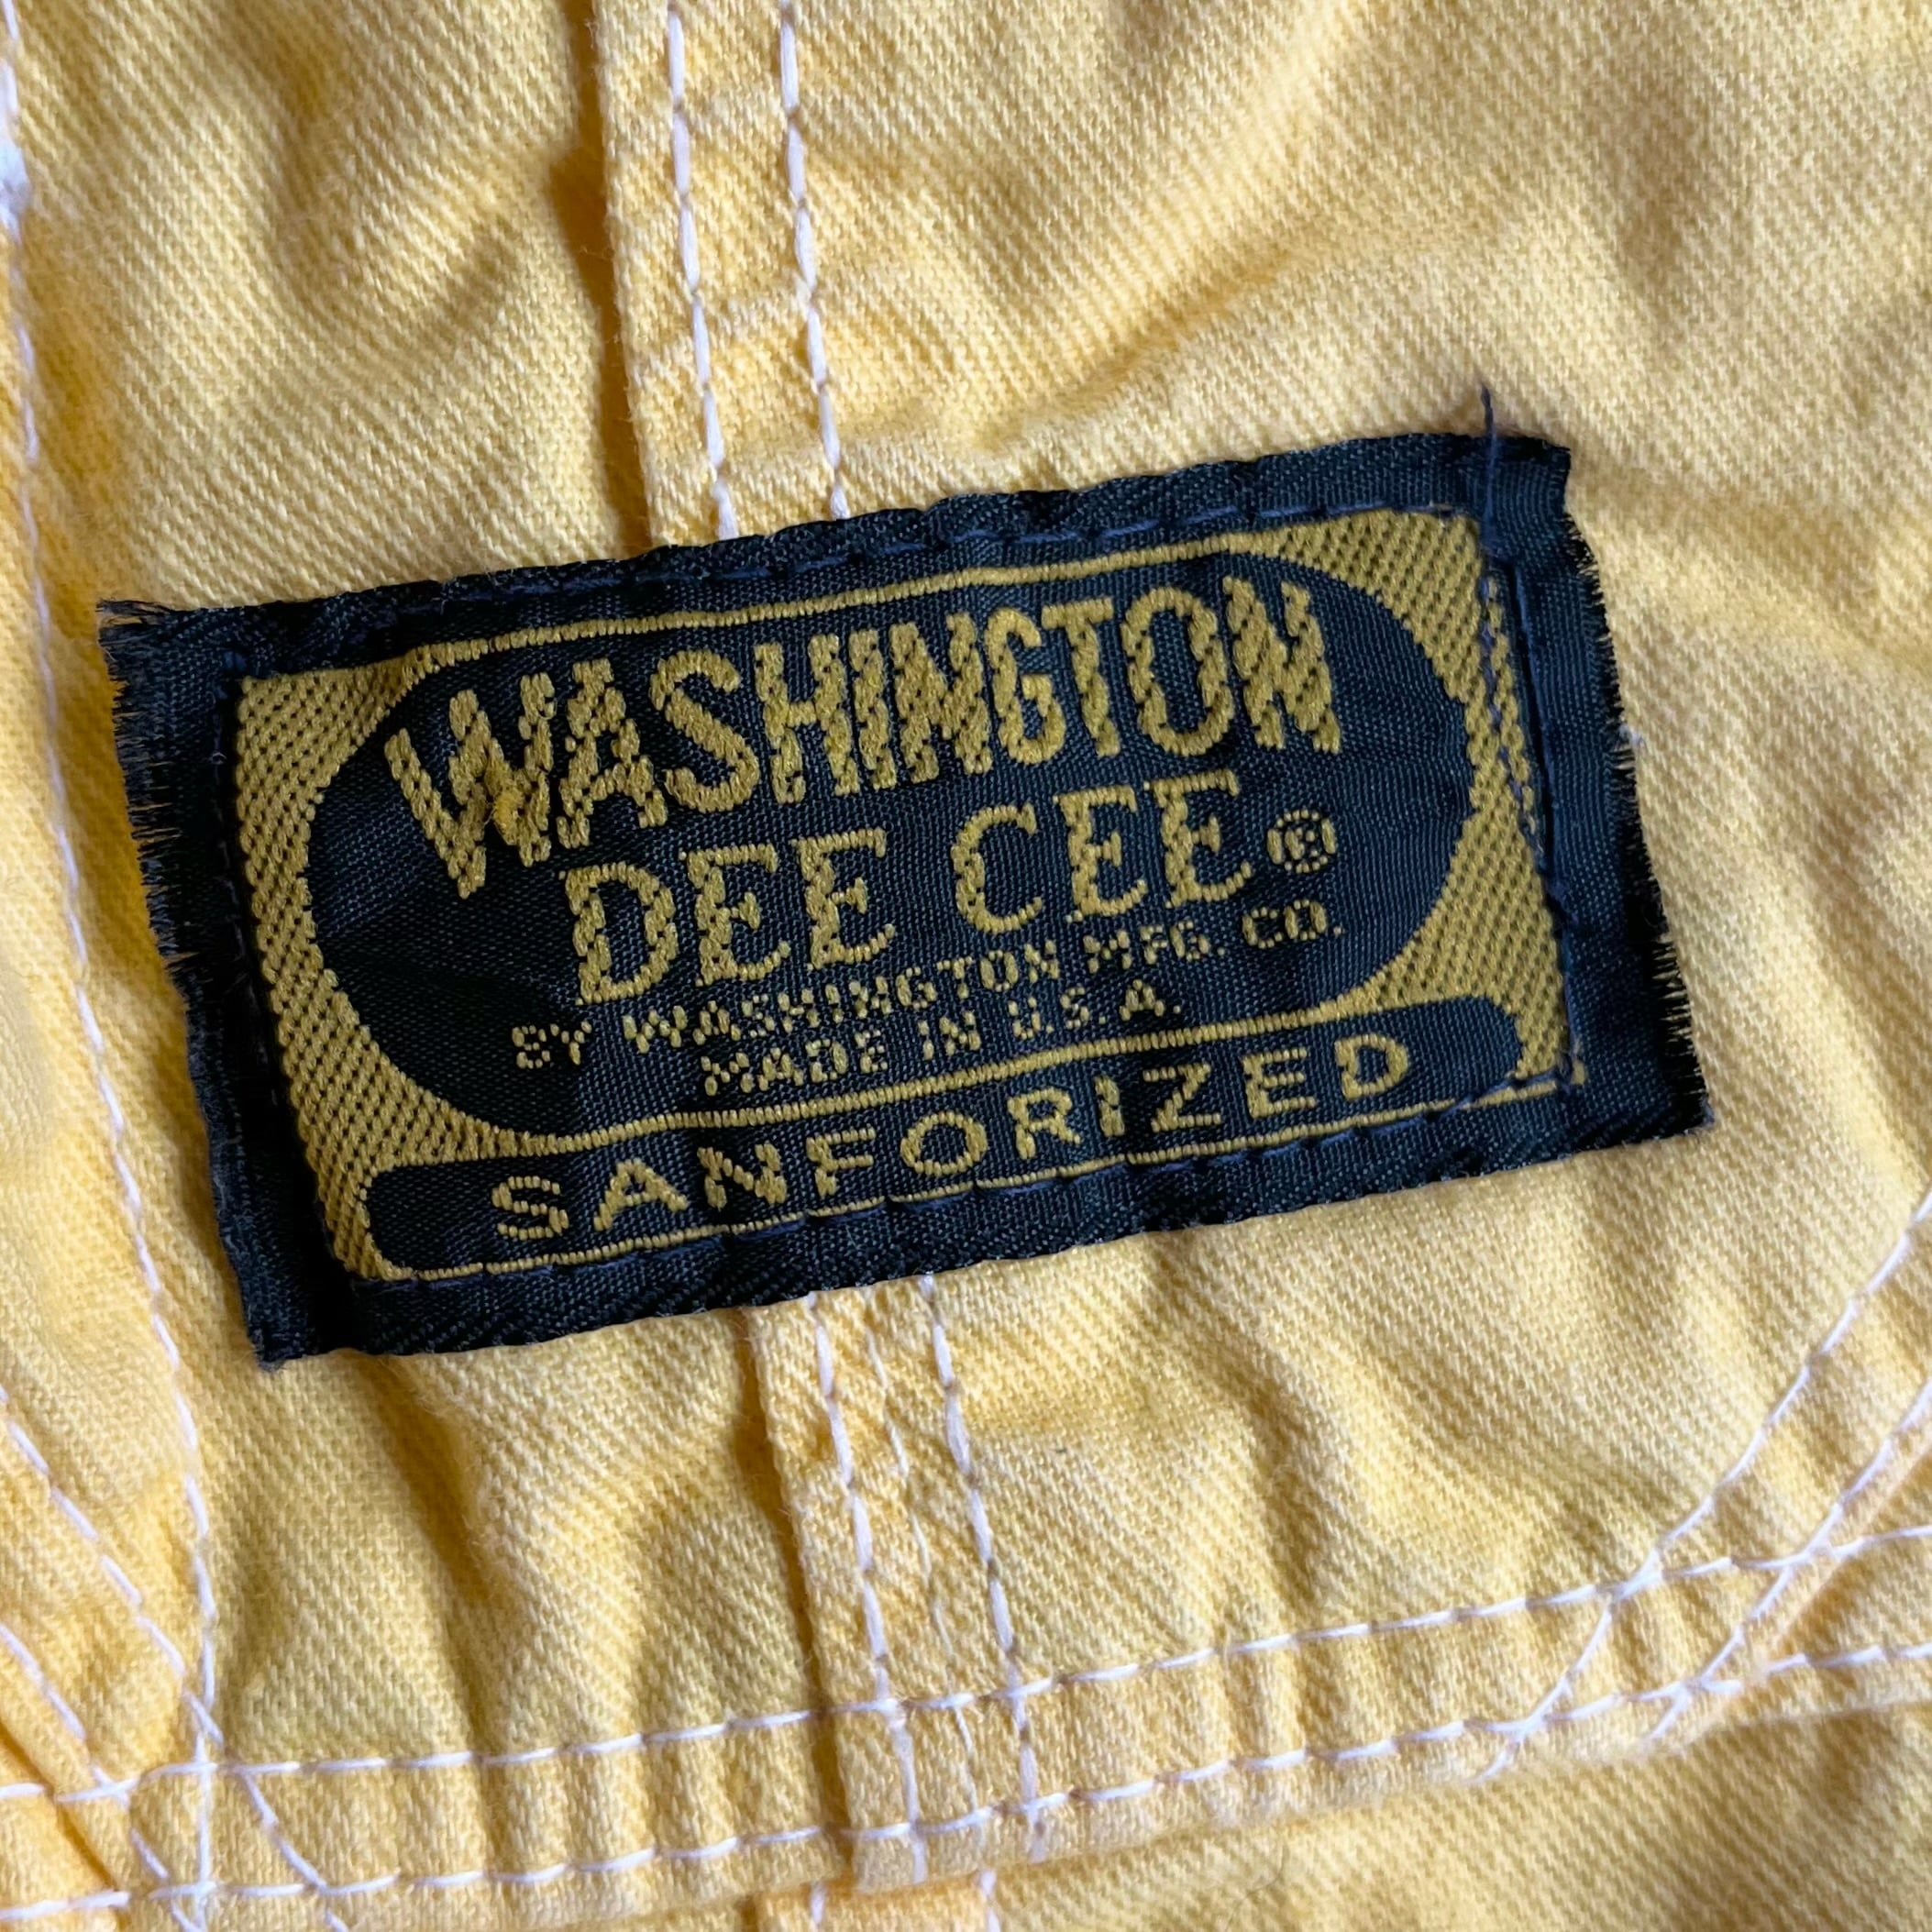 WASHINGTON
DEE CEE®
BY WASHINGTON MFG. CO.
MADE IN U.S.A.
SANFORIZED